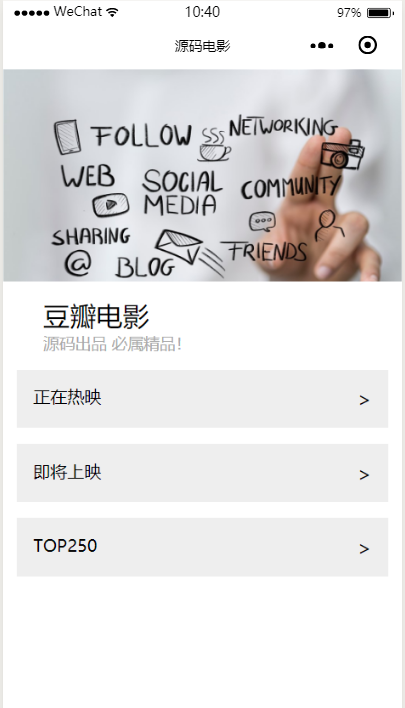 WeChat 10:40 97%
源码电影
FOLLOW NETWORKING
WEB SOCIAL MEDIA COMMUNITY
SHARING
@ BLOG FRIENDS
豆瓣电影
源码出品 必属精品!
正在热映 >
即将上映 >
TOP250 >